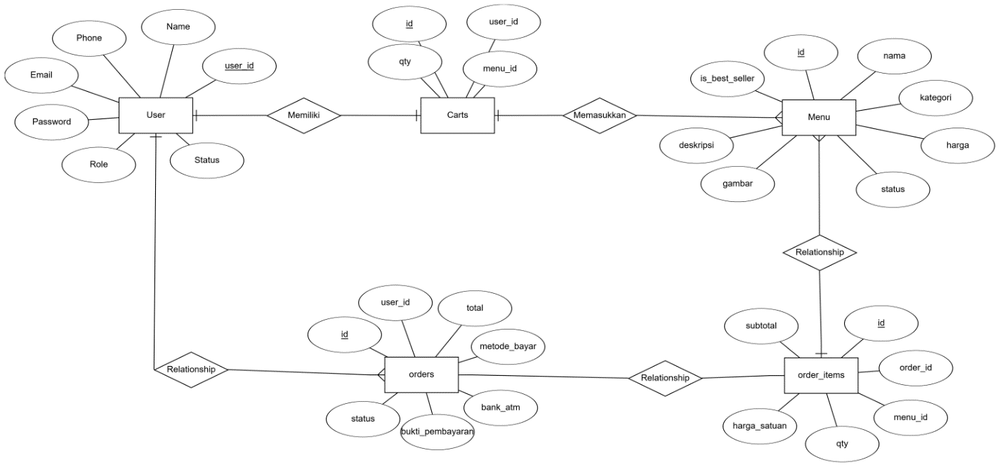 Phone
Name
Email
user_id
User
Password
Role
Status
Memiliki
id
user_id
qty
menu_id
Carts
Memasukkan
id
nama
is_best_seller
kategori
Menu
deskripsi
harga
gambar
status
Relationship
user_id
total
id
metode_bayar
Relationship
orders
status
bukti_pembayaran
bank_atm
Relationship
subtotal
id
order_id
order_items
harga_satuan
menu_id
qty